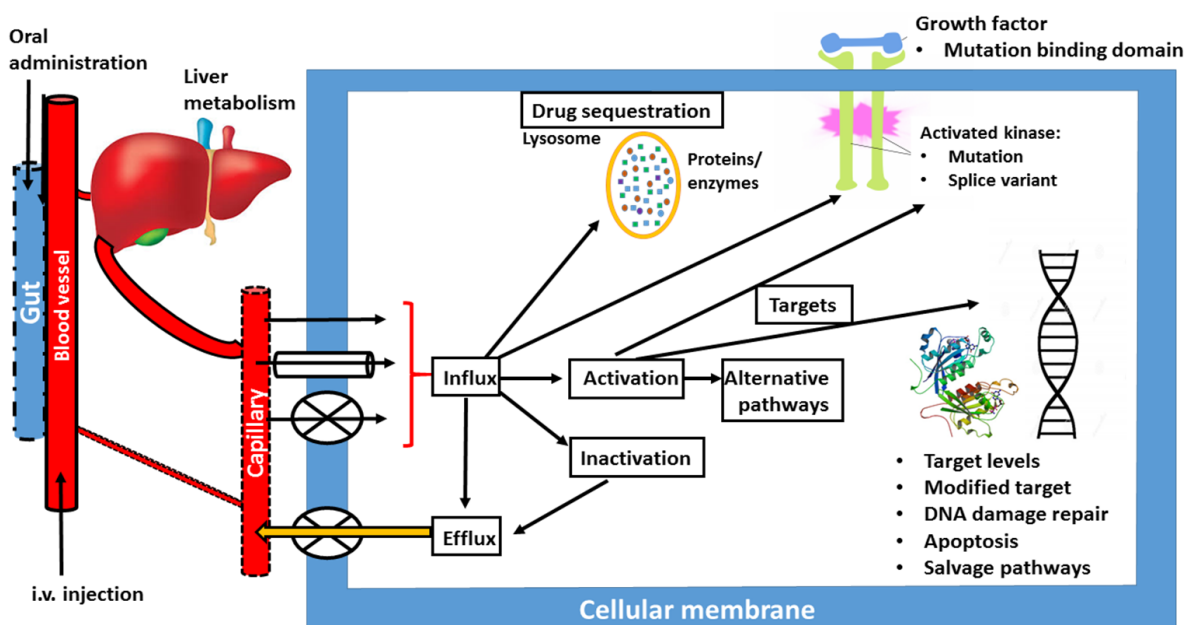 Oral
administration
Liver
metabolism
Growth factor
• Mutation binding domain
Drug sequestration
Lysosome
Proteins/
enzymes
Activated kinase:
• Mutation
• Splice variant
Gut
Blood vessel
Capillary
Targets
Influx
Activation
Alternative
pathways
Inactivation
Efflux
• Target levels
• Modified target
• DNA damage repair
• Apoptosis
• Salvage pathways
i.v. injection
Cellular membrane